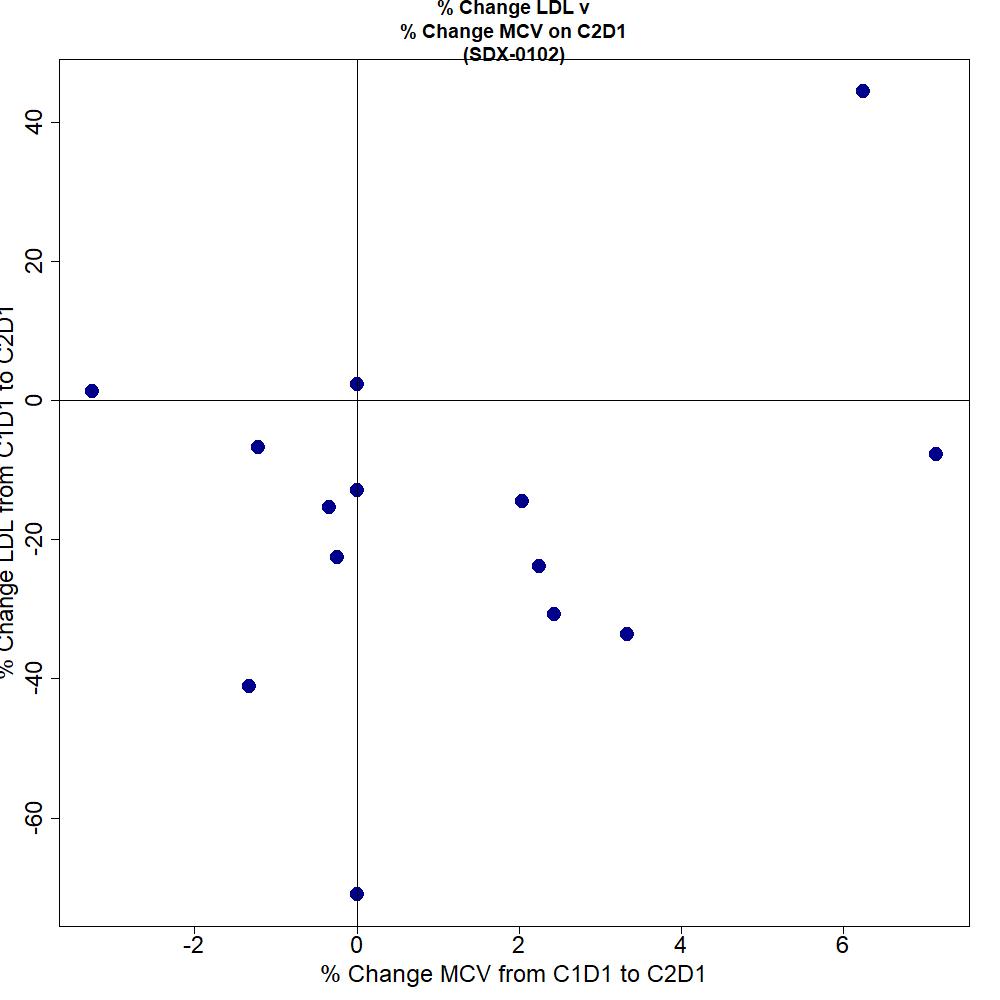 % Change LDL v
% Change MCV on C2D1
(SDX-0102)
% Change LDL from C1D1 to C2D1
40
20
0
-20
-40
-60
-2
0
2
4
6
% Change MCV from C1D1 to C2D1